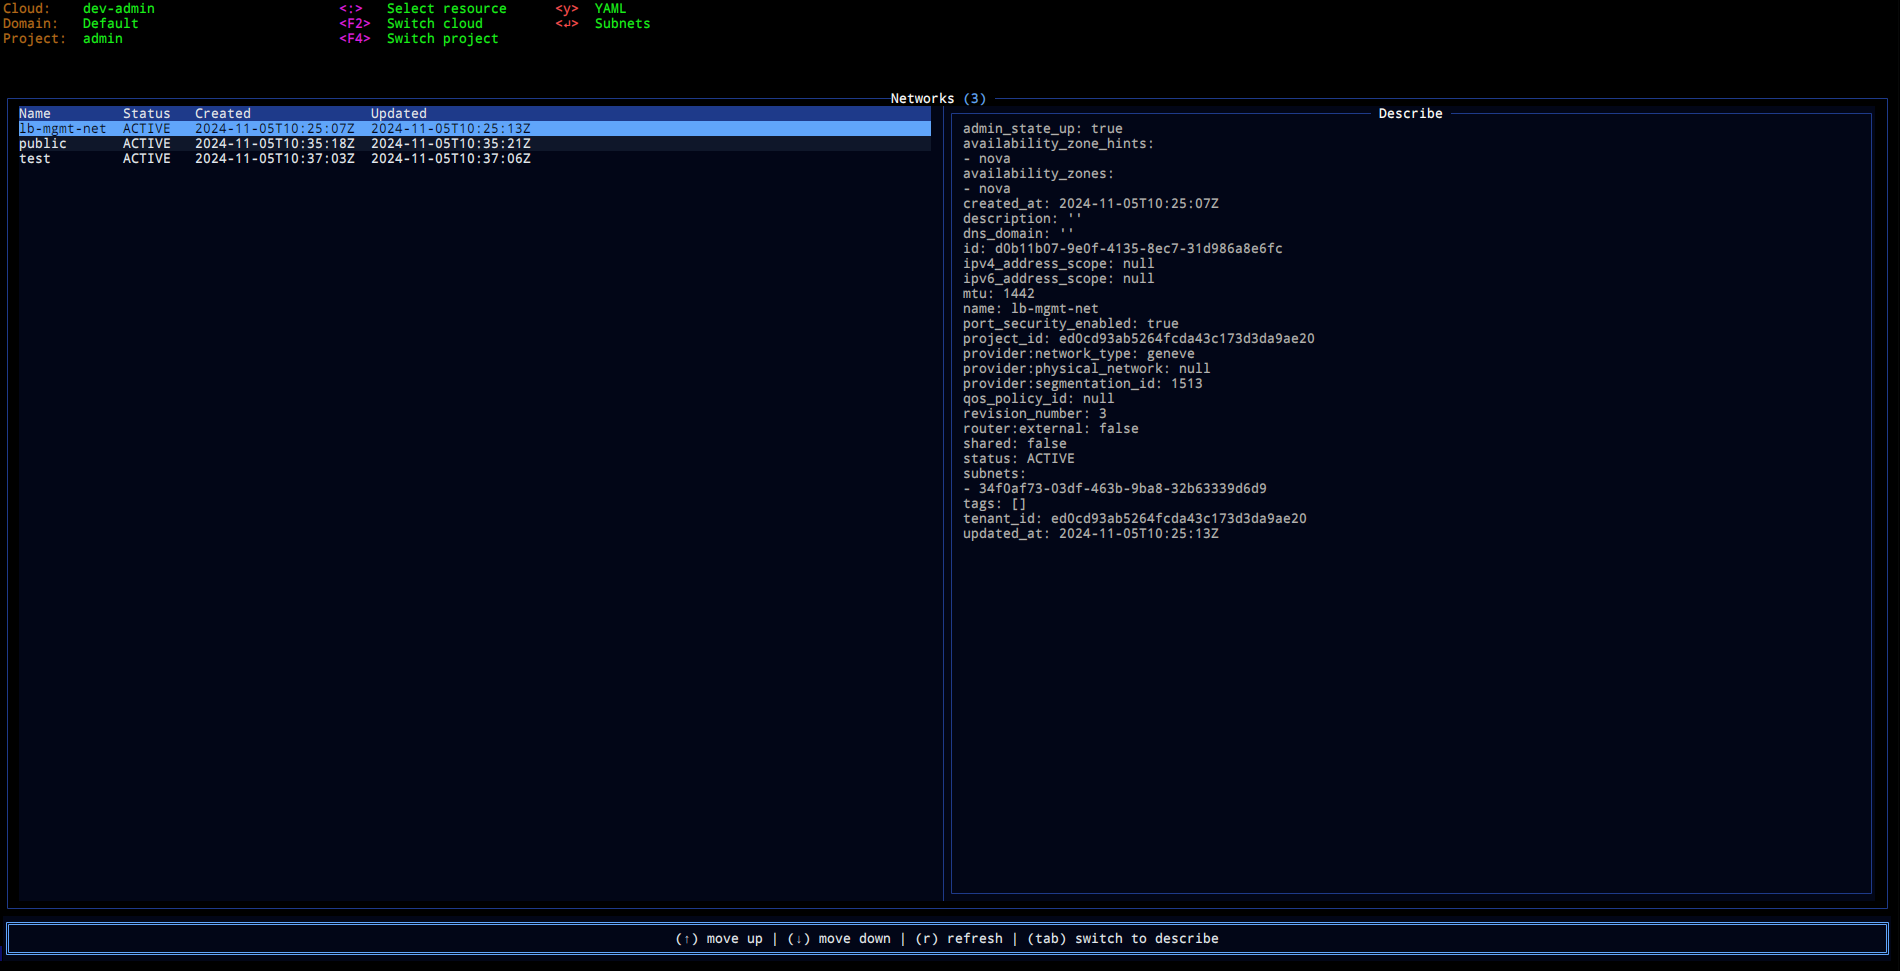 Cloud: dev-admin <:> Select resource <y> YAML
Domain: Default <F2> Switch cloud <↵> Subnets
Project: admin <F4> Switch project
Networks (3)
Name Status Created Updated
lb-mgmt-net ACTIVE 2024-11-05T10:25:07Z 2024-11-05T10:25:13Z
public ACTIVE 2024-11-05T10:35:18Z 2024-11-05T10:35:21Z
test ACTIVE 2024-11-05T10:37:03Z 2024-11-05T10:37:06Z
Describe
admin_state_up: true
availability_zone_hints:
- nova
availability_zones:
- nova
created_at: 2024-11-05T10:25:07Z
description: ''
dns_domain: ''
id: d0b11b07-9e0f-4135-8ec7-31d986a8e6fc
ipv4_address_scope: null
ipv6_address_scope: null
mtu: 1442
name: lb-mgmt-net
port_security_enabled: true
project_id: ed0cd93ab5264fcda43c173d3da9ae20
provider:network_type: geneve
provider:physical_network: null
provider:segmentation_id: 1513
qos_policy_id: null
revision_number: 3
router:external: false
shared: false
status: ACTIVE
subnets:
- 34f0af73-03df-463b-9ba8-32b63339d6d9
tags: []
tenant_id: ed0cd93ab5264fcda43c173d3da9ae20
updated_at: 2024-11-05T10:25:13Z
(↑) move up | (↓) move down | (r) refresh | (tab) switch to describe